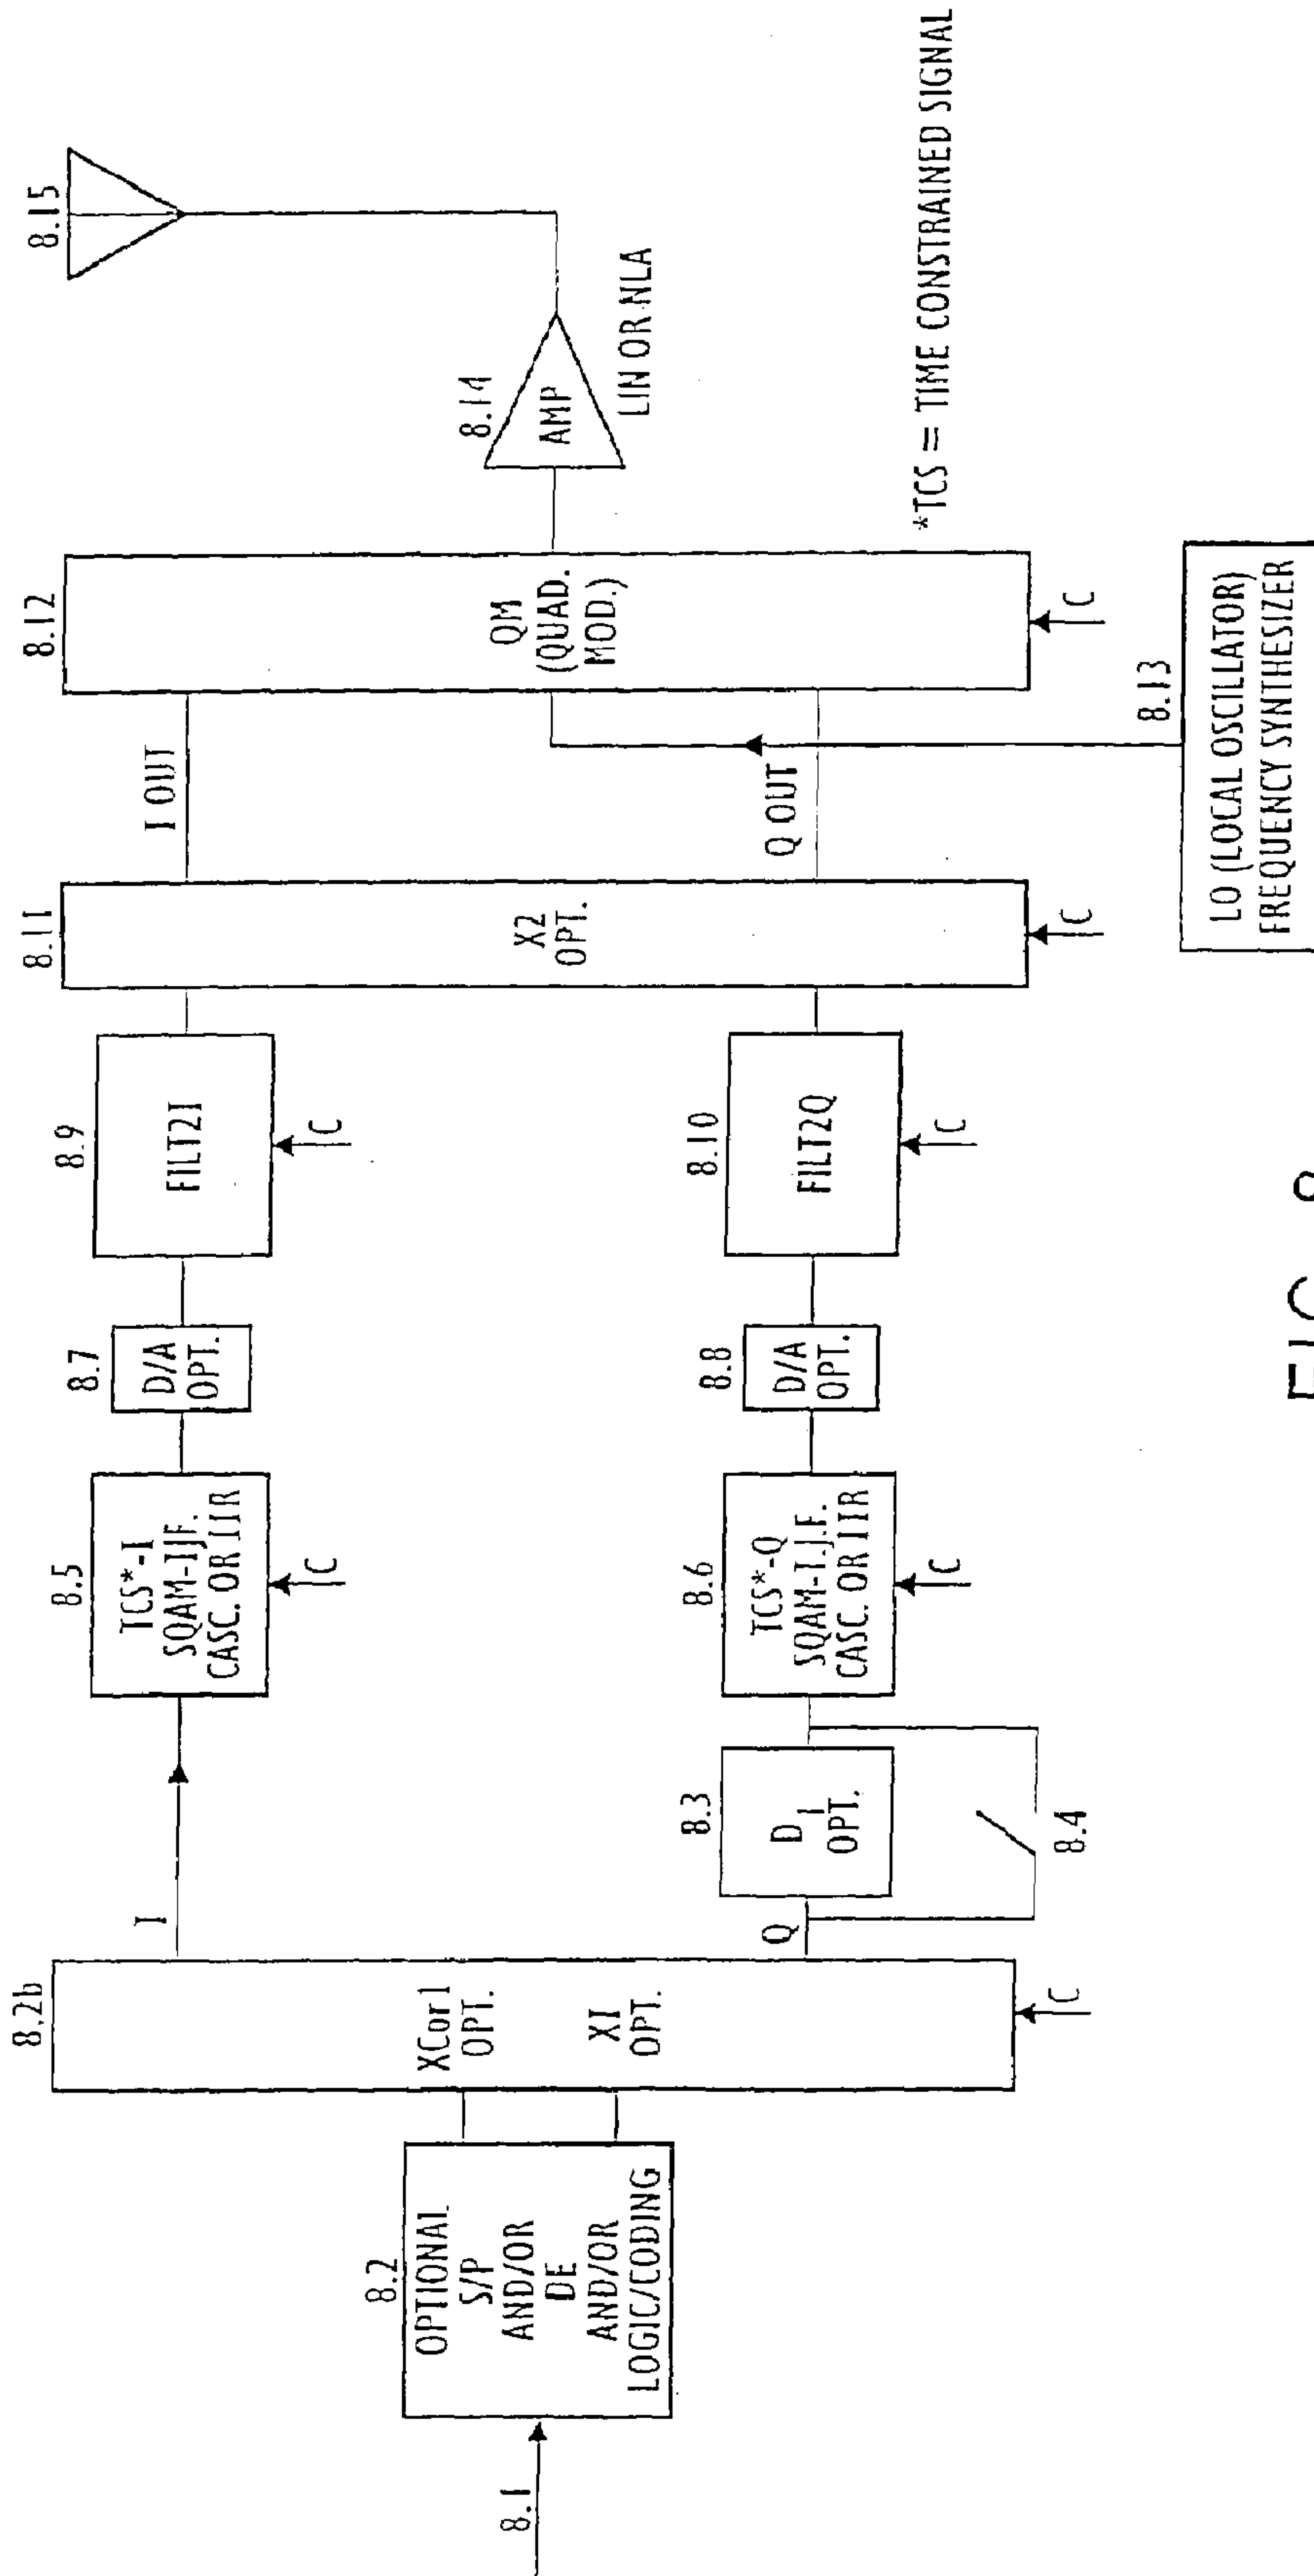 8.1
8.2
OPTIONAL
S/P
AND/OR
DE
AND/OR
LOGIC/CODING
8.2b
XCor1
OPT.
XI
OPT.
C
I
Q
8.3
D
1
OPT.
8.4
8.5
TCS*-I
SQAM-IJF.
CASC. OR IIR
C
8.6
TCS*-Q
SQAM-I.J.F.
CASC. OR IIR
C
8.7
D/A
OPT.
8.8
D/A
OPT.
8.9
FILT2I
C
8.10
FILT2Q
C
8.11
X2
OPT.
C
I OUT
Q OUT
8.12
QM
(QUAD.
MOD.)
C
8.13
LO (LOCAL OSCILLATOR)
FREQUENCY SYNTHESIZER
8.14
AMP
LIN OR NLA
8.15
*TCS = TIME CONSTRAINED SIGNAL
FIG. 8